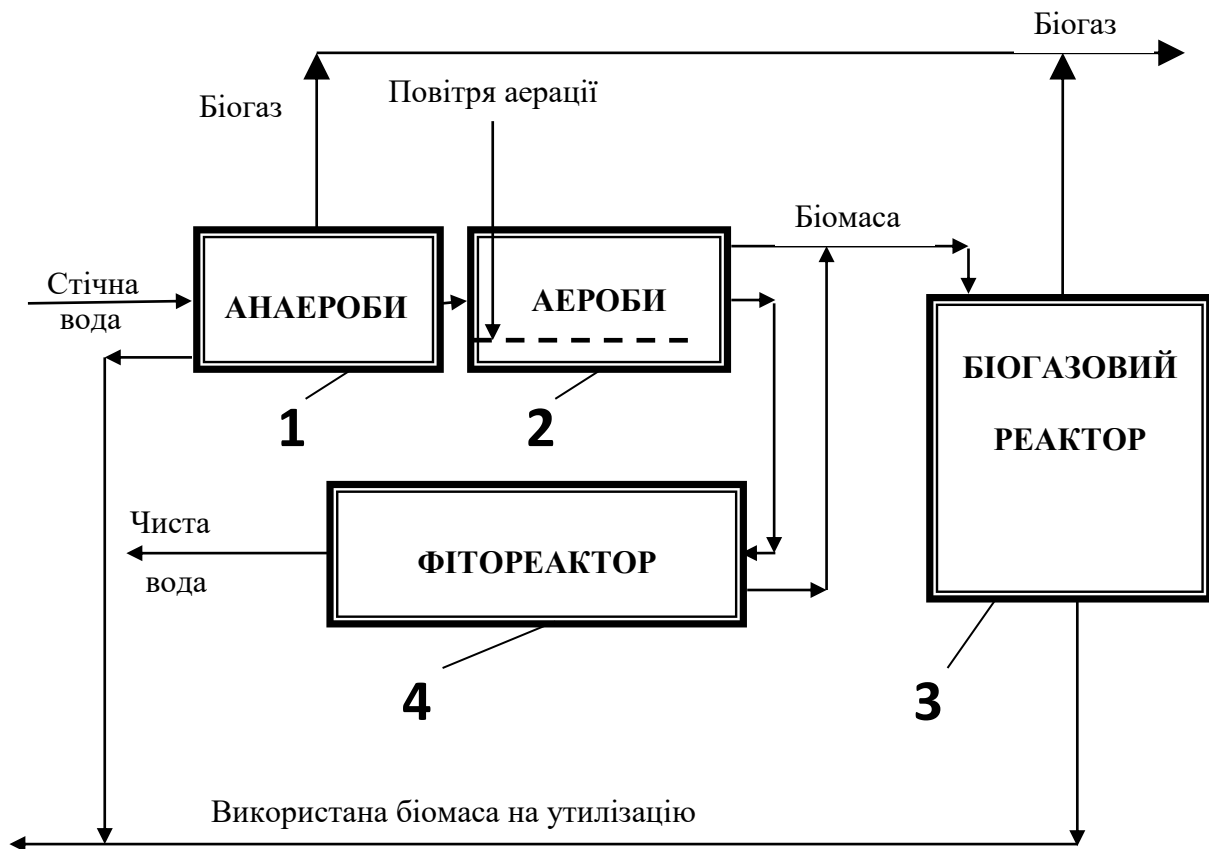 Біогаз
Повітря аерації
Біогаз
Біомаса
Стічна
вода
АНАЕРОБИ
АЕРОБИ
БІОГАЗОВИЙ
РЕАКТОР
1
2
Чиста
вода
ФІТОРЕАКТОР
4
3
Використана біомаса на утилізацію